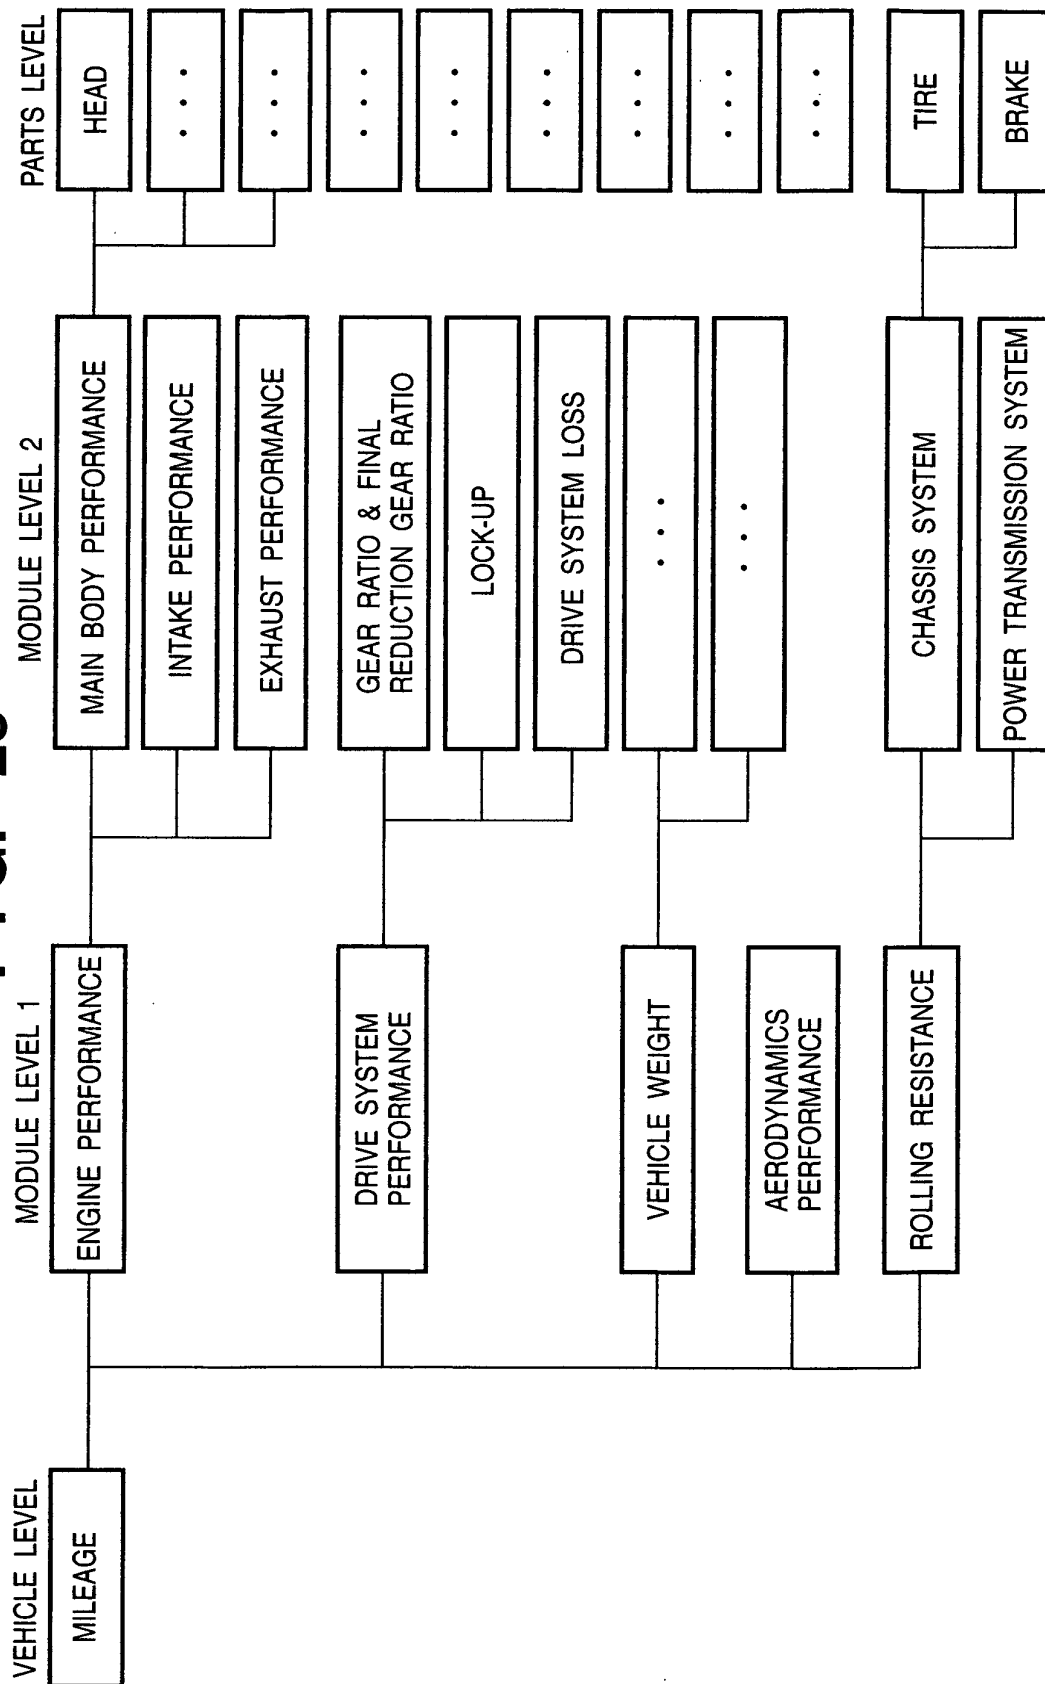 VEHICLE LEVEL
MILEAGE
MODULE LEVEL 1
ENGINE PERFORMANCE
DRIVE SYSTEM
PERFORMANCE
VEHICLE WEIGHT
AERODYNAMICS
PERFORMANCE
ROLLING RESISTANCE
MODULE LEVEL 2
MAIN BODY PERFORMANCE
INTAKE PERFORMANCE
EXHAUST PERFORMANCE
GEAR RATIO & FINAL
REDUCTION GEAR RATIO
LOCK-UP
DRIVE SYSTEM LOSS
• • •
• • •
CHASSIS SYSTEM
POWER TRANSMISSION SYSTEM
PARTS LEVEL
HEAD
• • •
• • •
• • •
• • •
• • •
• • •
• • •
• • •
TIRE
BRAKE